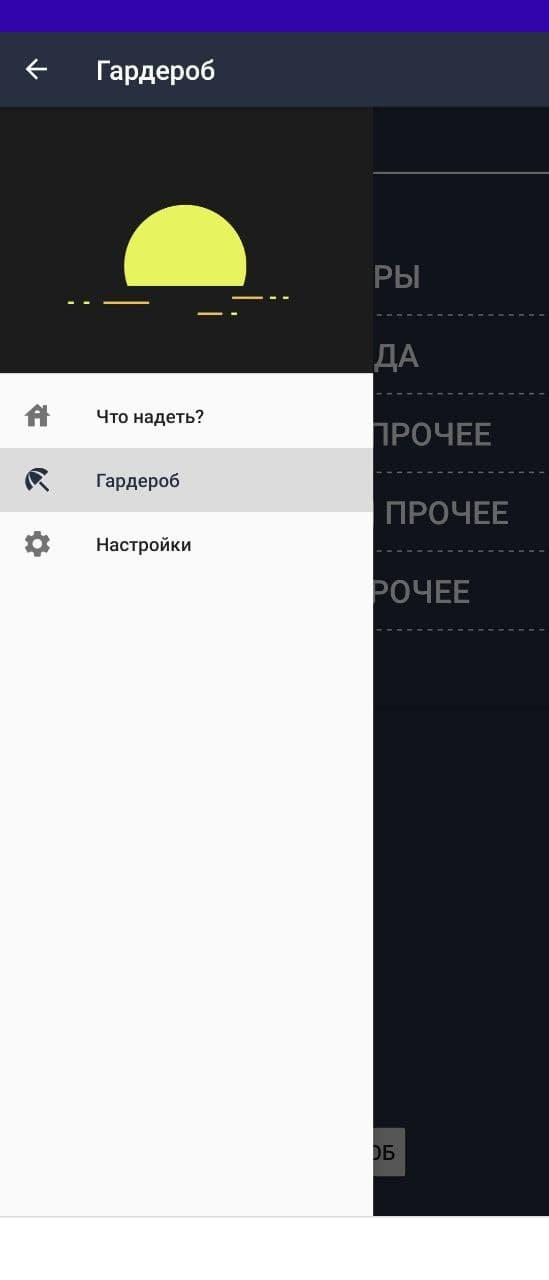 Гардероб
РЫ
ДА
Что надеть?
ПРОЧЕЕ
Гардероб
ПРОЧЕЕ
Настройки
РОЧЕЕ
ОБ